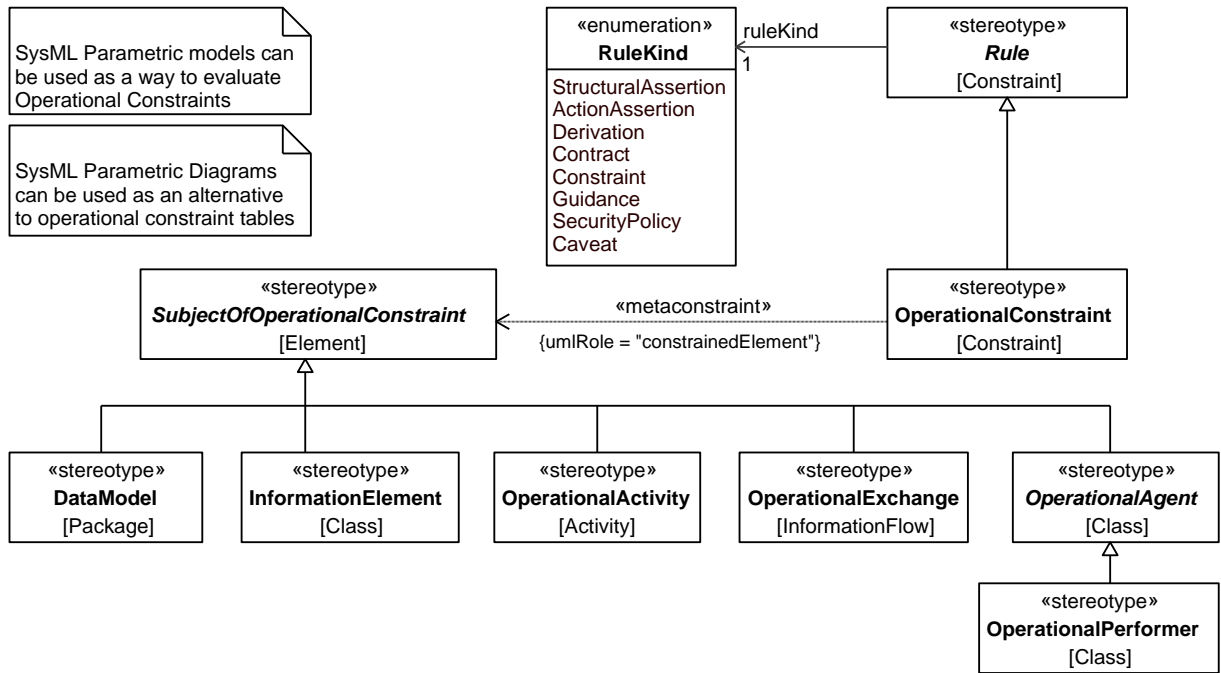 SysML Parametric models can
be used as a way to evaluate
Operational Constraints
SysML Parametric Diagrams
can be used as an alternative
to operational constraint tables
«enumeration»
RuleKind
StructuralAssertion
ActionAssertion
Derivation
Contract
Constraint
Guidance
SecurityPolicy
Caveat
ruleKind
1
«stereotype»
Rule
[Constraint]
«stereotype»
SubjectOfOperationalConstraint
[Element]
«metaconstraint»
{umlRole = "constrainedElement"}
«stereotype»
OperationalConstraint
[Constraint]
«stereotype»
DataModel
[Package]
«stereotype»
InformationElement
[Class]
«stereotype»
OperationalActivity
[Activity]
«stereotype»
OperationalExchange
[InformationFlow]
«stereotype»
OperationalAgent
[Class]
«stereotype»
OperationalPerformer
[Class]